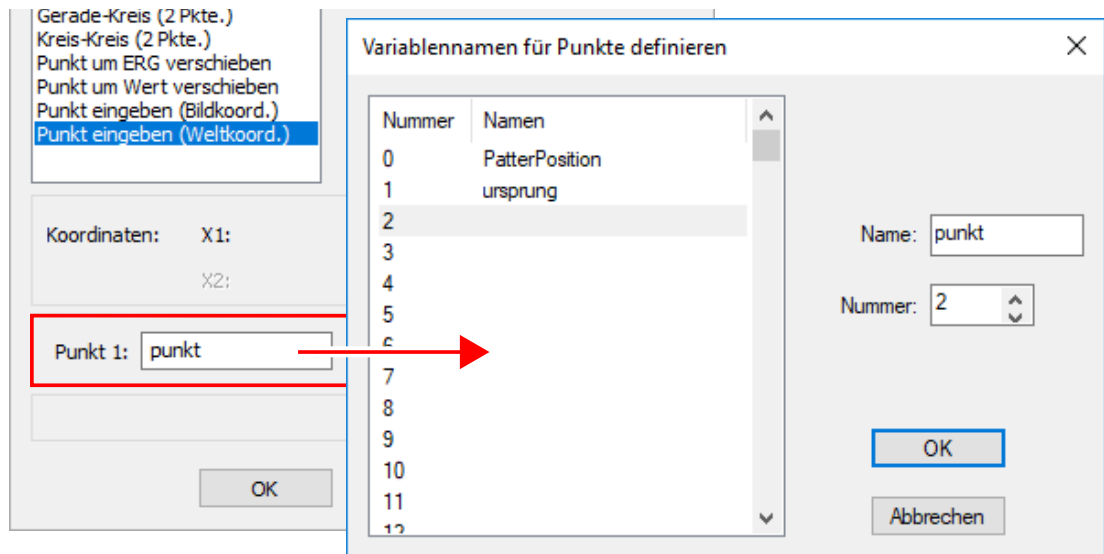 Gerade-Kreis (2 Pkte.)
Kreis-Kreis (2 Pkte.)
Punkt um ERG verschieben
Punkt um Wert verschieben
Punkt eingeben (Bildkoord.)
Punkt eingeben (Weltkoord.)
Koordinaten: X1:
X2:
Punkt 1: punkt
OK
Variablennamen für Punkte definieren
Nummer Namen
0 PatterPosition
1 ursprung
2
3
4
5
6
7
8
9
10
11
12
Name: punkt
Nummer: 2
OK
Abbrechen